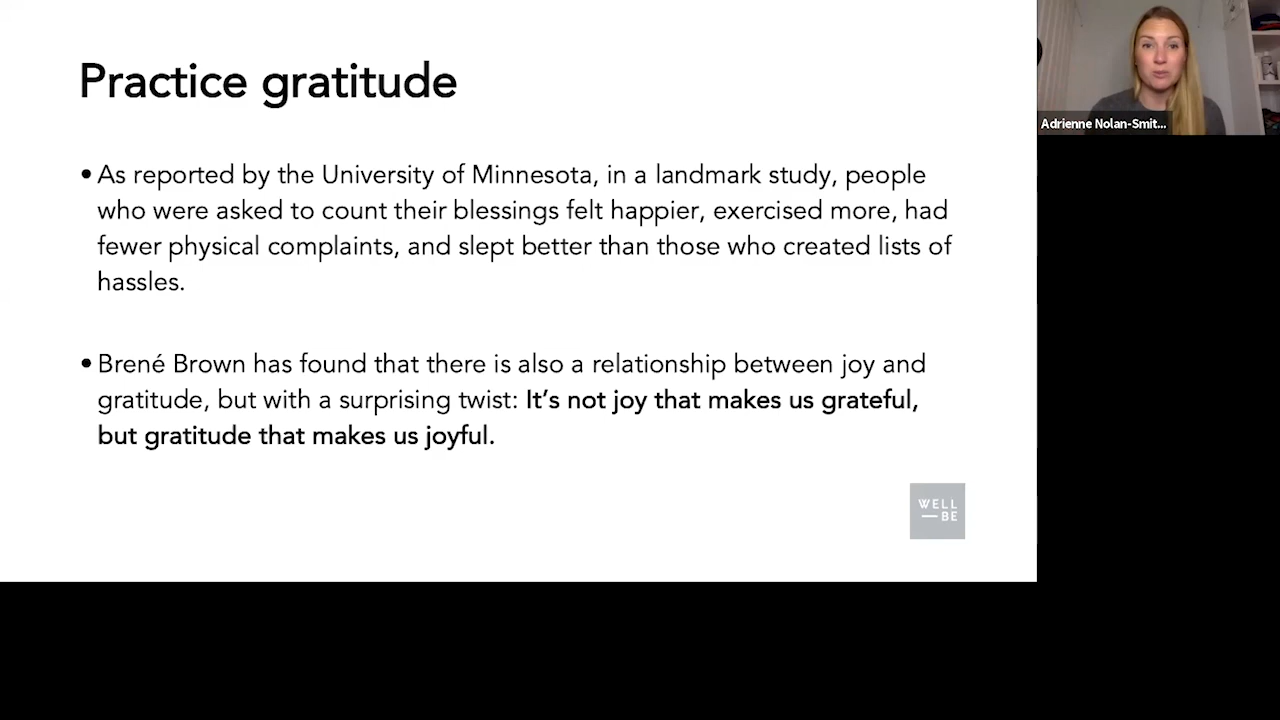 Practice gratitude
• As reported by the University of Minnesota, in a landmark study, people
who were asked to count their blessings felt happier, exercised more, had
fewer physical complaints, and slept better than those who created lists of
hassles.
• Brené Brown has found that there is also a relationship between joy and
gratitude, but with a surprising twist: It’s not joy that makes us grateful,
but gratitude that makes us joyful.
WELL
—BE
Adrienne Nolan-Smit...